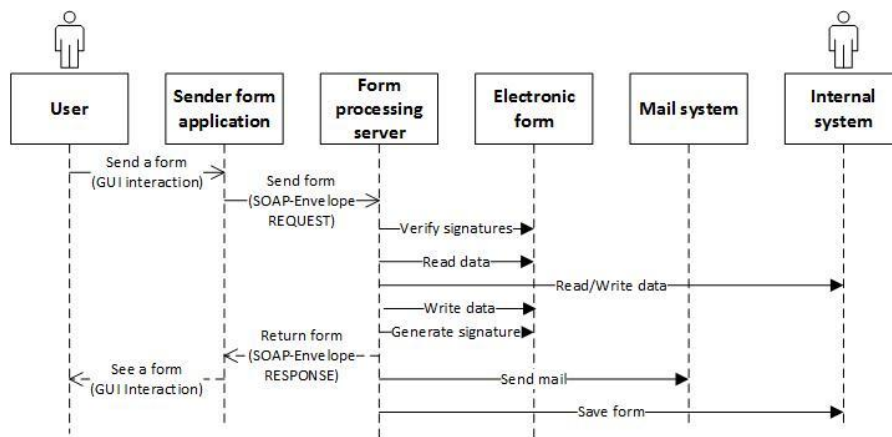 User
Sender form
application
Form
processing
server
Electronic
form
Mail system
Internal
system
Send a form
(GUI interaction)
Send form
(SOAP-Envelope
REQUEST)
Verify signatures
Read data
Read/Write data
Write data
Generate signature
Return form
(SOAP-Envelope
RESPONSE)
See a form
(GUI Interaction)
Send mail
Save form